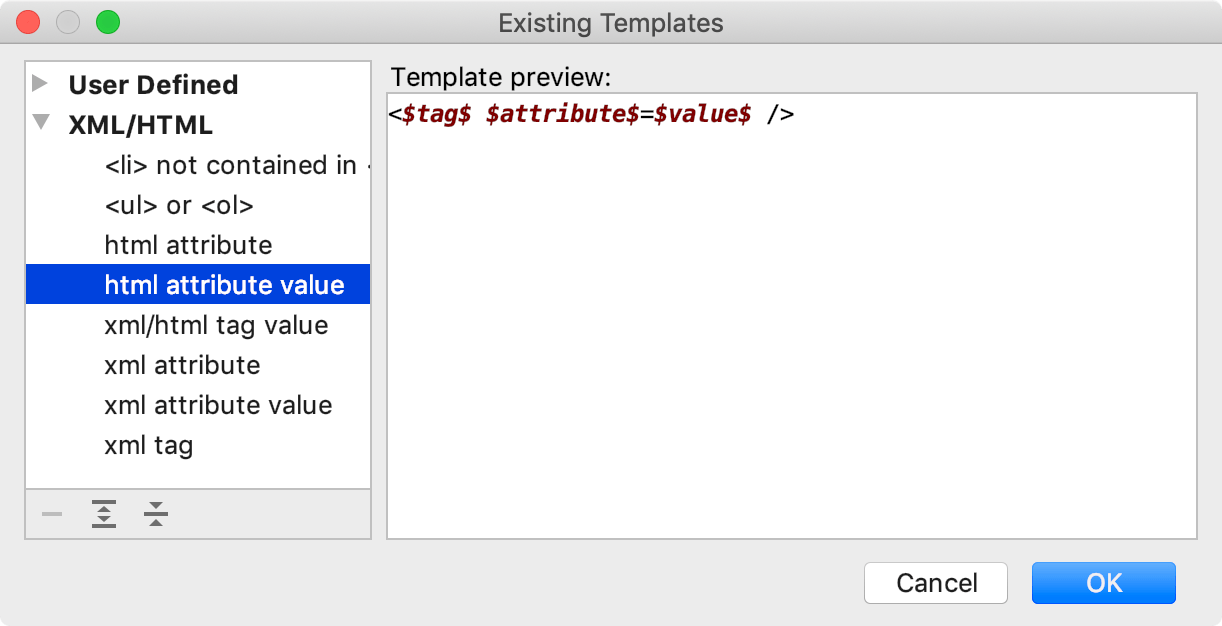 Existing Templates
User Defined
XML/HTML
<li> not contained in
<ul> or <ol>
html attribute
html attribute value
xml/html tag value
xml attribute
xml attribute value
xml tag
Template preview:
<$tag$ $attribute$=$value$ />
Cancel
OK